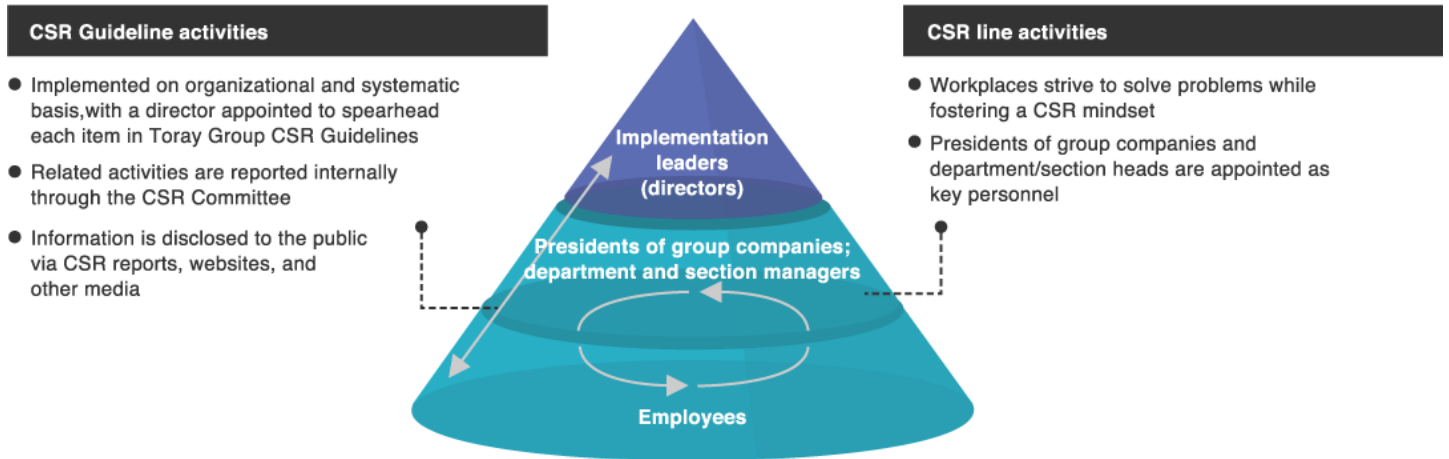 CSR Guideline activities
● Implemented on organizational and systematic
basis,with a director appointed to spearhead
each item in Toray Group CSR Guidelines
● Related activities are reported internally
through the CSR Committee
● Information is disclosed to the public
via CSR reports, websites, and
other media
Implementation
leaders
(directors)
Presidents of group companies;
department and section managers
Employees
CSR line activities
● Workplaces strive to solve problems while
fostering a CSR mindset
● Presidents of group companies and
department/section heads are appointed as
key personnel